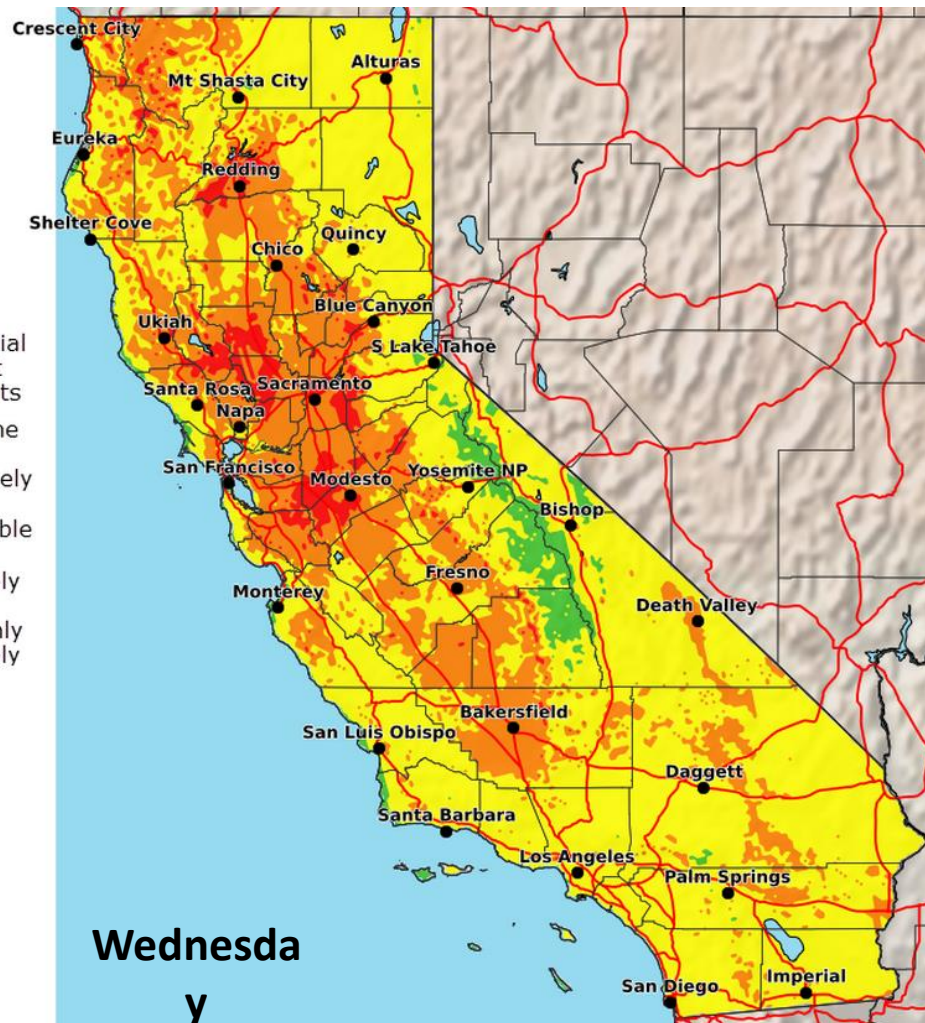 Crescent City
Alturas
Mt Shasta City
Eureka
Redding
Shelter Cove
Quincy
Chico
Blue Canyon
Ukiah
S Lake Tahoe
Santa Rosa
Sacramento
Napa
San Francisco
Modesto
Yosemite NP
Bishop
Fresno
Monterey
Death Valley
Bakersfield
San Luis Obispo
Daggett
Santa Barbara
Los Angeles
Palm Springs
San Diego
Imperial
Wednesda
y